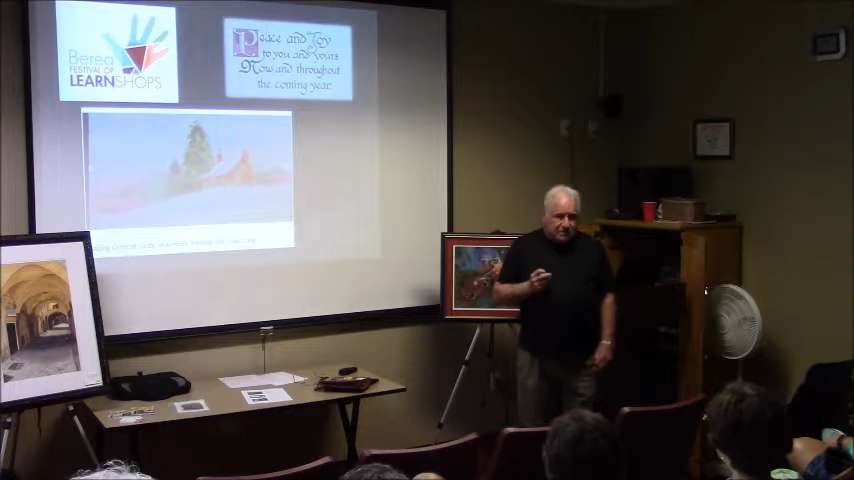 Berea
FESTIVAL OF
LEARNSHOPS
Peace and Joy
to you and yours
Now and throughout
the coming year.